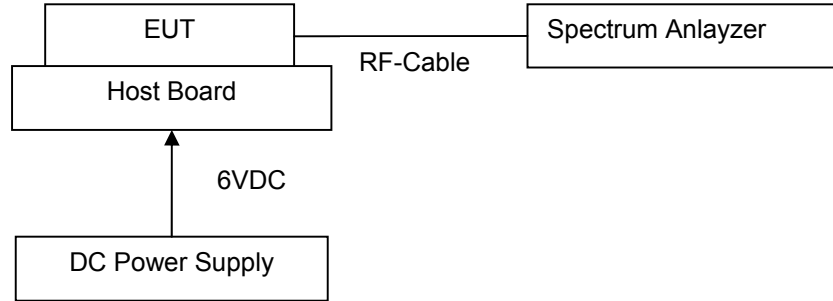 EUT
Spectrum Anlayzer
RF-Cable
Host Board
6VDC
DC Power Supply